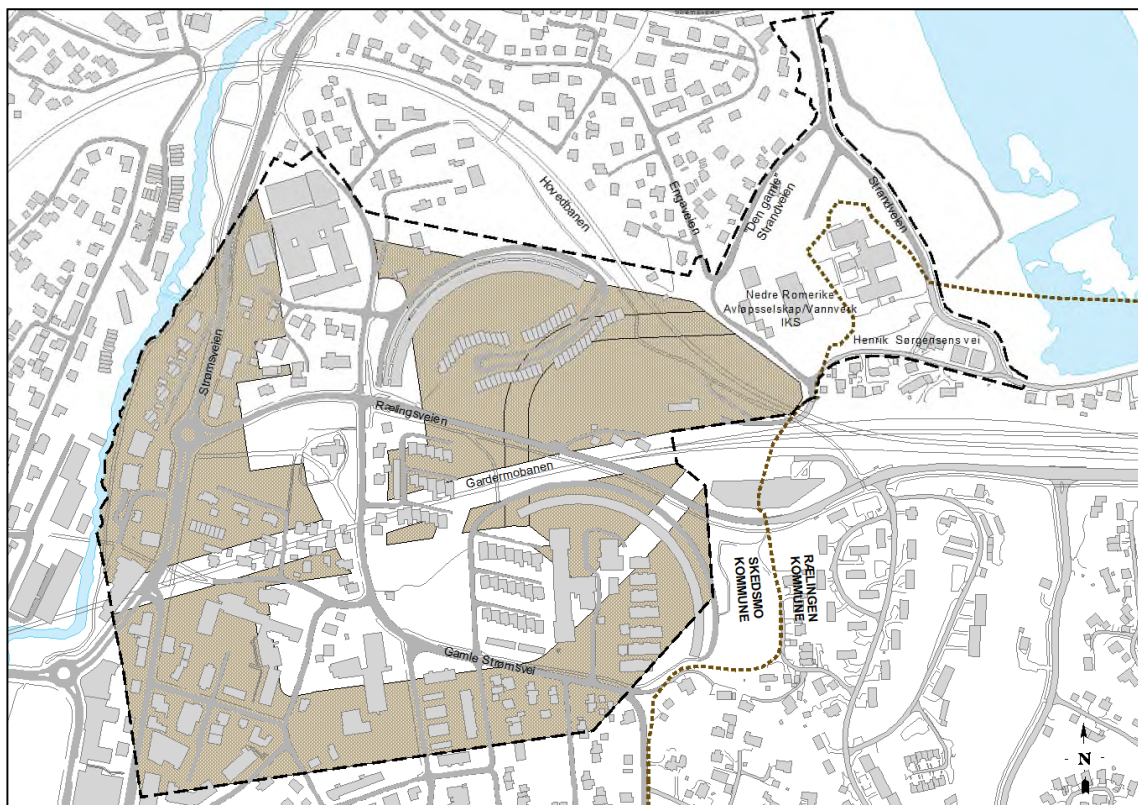 Hovedbanen
Engaveien
"Den gamle"
Strandveien
Strandveien
Nedre Romerike
Avløpsselskap/Vannverk
IKS
Henrik Sørgensens vei
Strømsveien
Rælingsveien
Gardermobanen
SKEDSMO
KOMMUNE
RÆLINGEN
KOMMUNE
Gamle Strømsvei
- N -